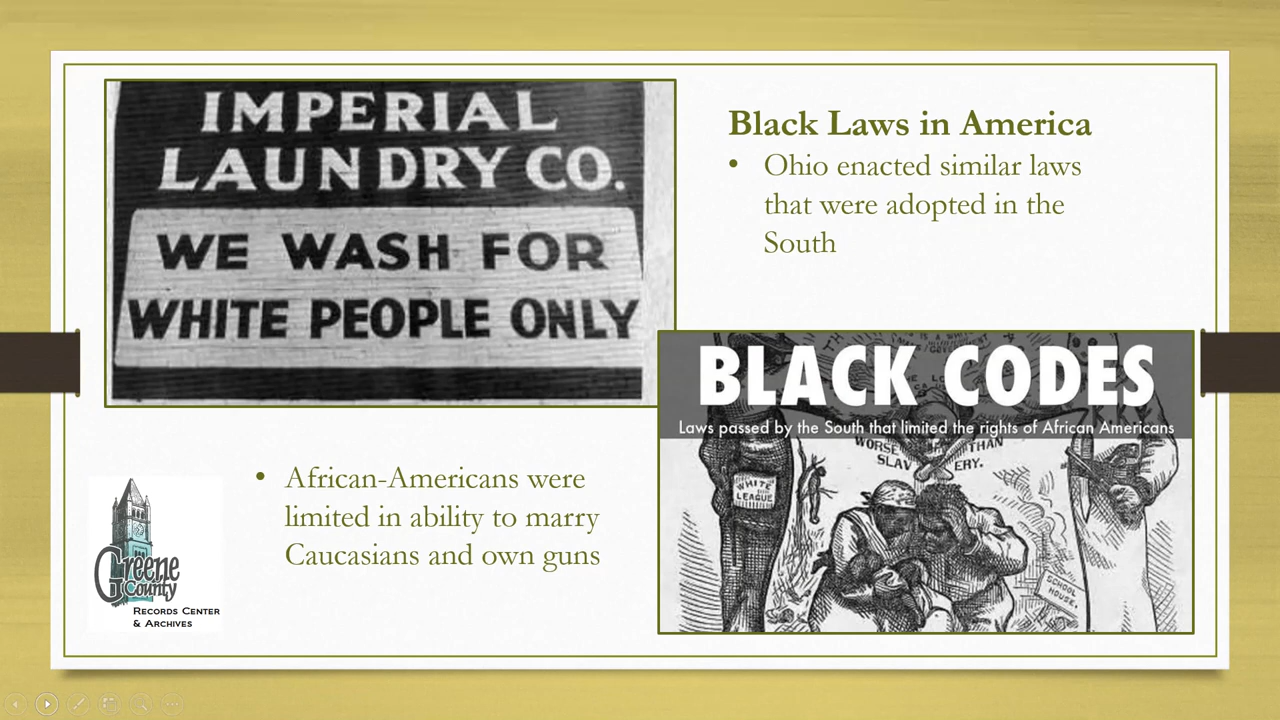 IMPERIAL
LAUNDRY CO.
WE WASH FOR
WHITE PEOPLE ONLY
Black Laws in America
• Ohio enacted similar laws
that were adopted in the
South
BLACK CODES
Laws passed by the South that limited the rights of African Americans
WORSE THAN
SLAVERY.
WHITE
LEAGUE
SCHOOL
HOUSE.
• African-Americans were
limited in ability to marry
Caucasians and own guns
Greene
County
RECORDS CENTER
& ARCHIVES